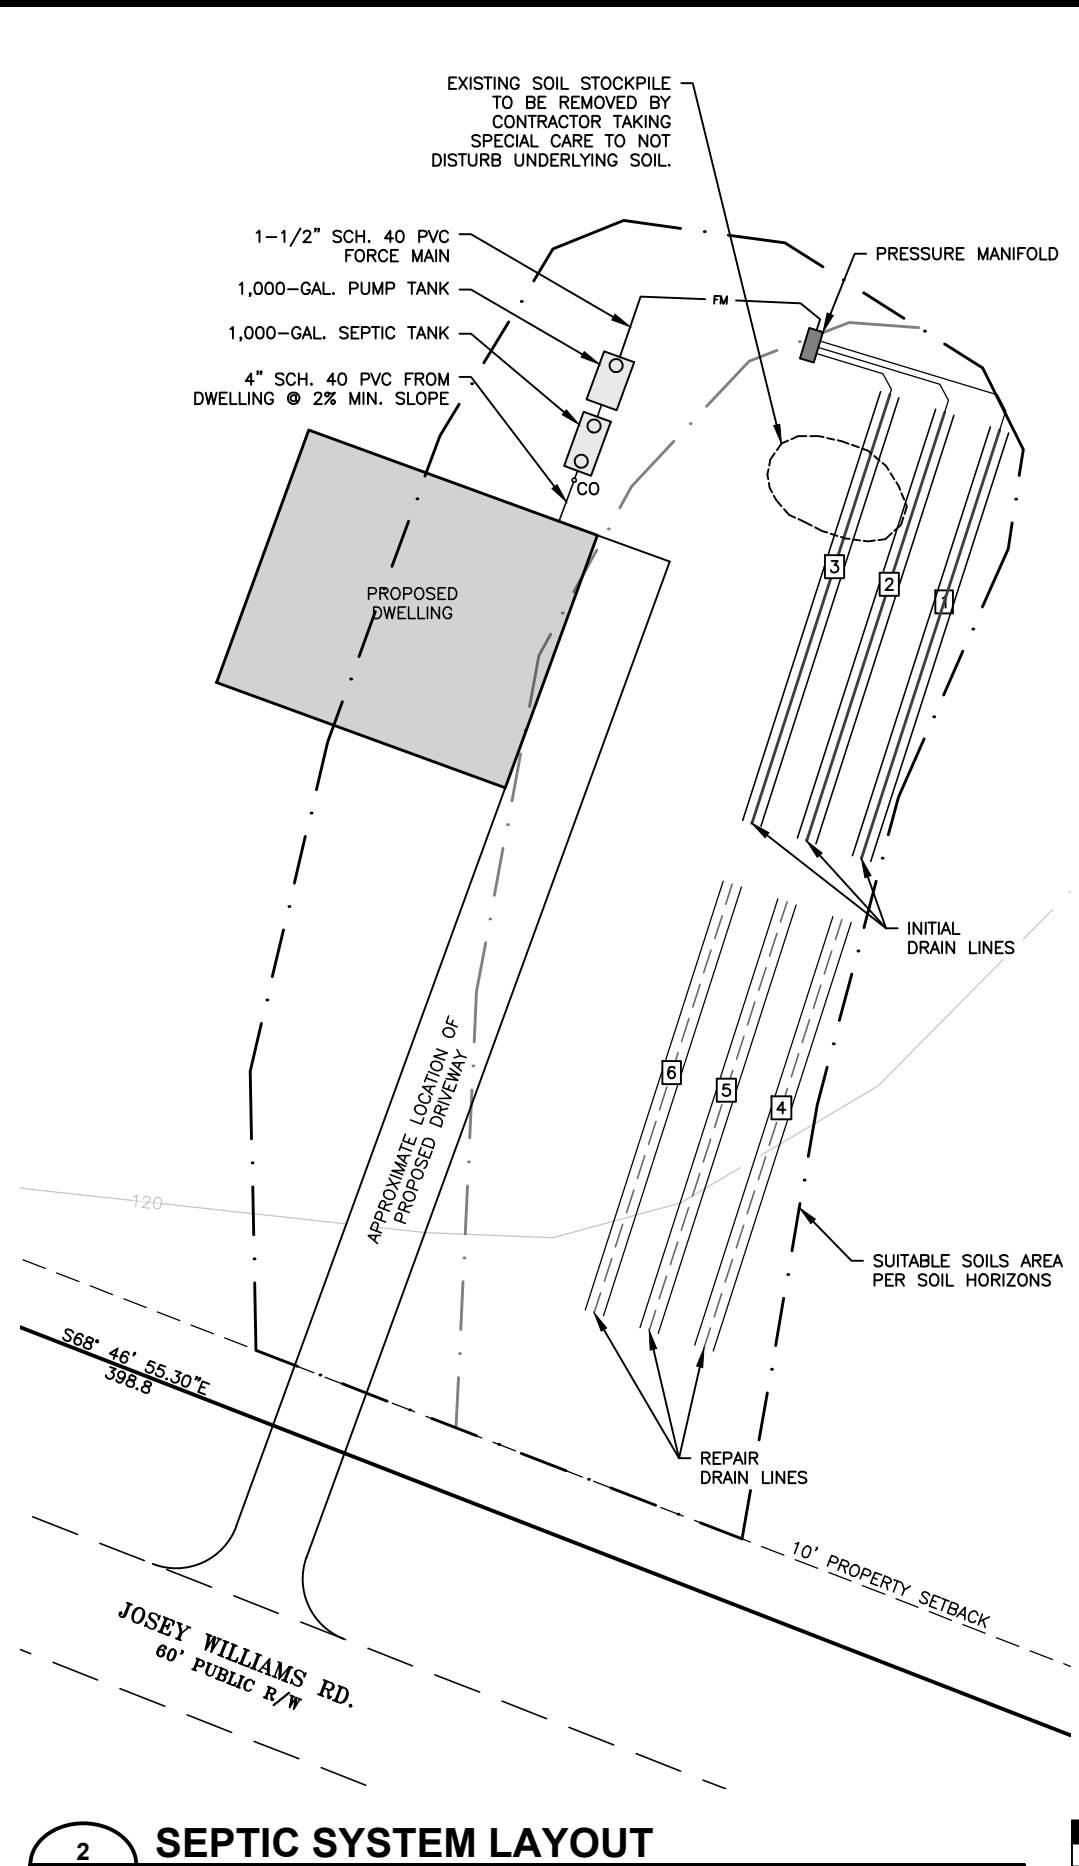 EXISTING SOIL STOCKPILE
TO BE REMOVED BY
CONTRACTOR TAKING
SPECIAL CARE TO NOT
DISTURB UNDERLYING SOIL.
1-1/2" SCH. 40 PVC
FORCE MAIN
PRESSURE MANIFOLD
1,000-GAL. PUMP TANK
FM
1,000-GAL. SEPTIC TANK
4" SCH. 40 PVC FROM
DWELLING @ 2% MIN. SLOPE
CO
PROPOSED
DWELLING
3
2
1
INITIAL
DRAIN LINES
6
5
4
APPROXIMATE LOCATION OF
PROPOSED DRIVEWAY
120
SUITABLE SOILS AREA
PER SOIL HORIZONS
S68° 46' 55.30"E
398.8
REPAIR
DRAIN LINES
10' PROPERTY SETBACK
JOSEY WILLIAMS RD.
60' PUBLIC R/W
2
SEPTIC SYSTEM LAYOUT